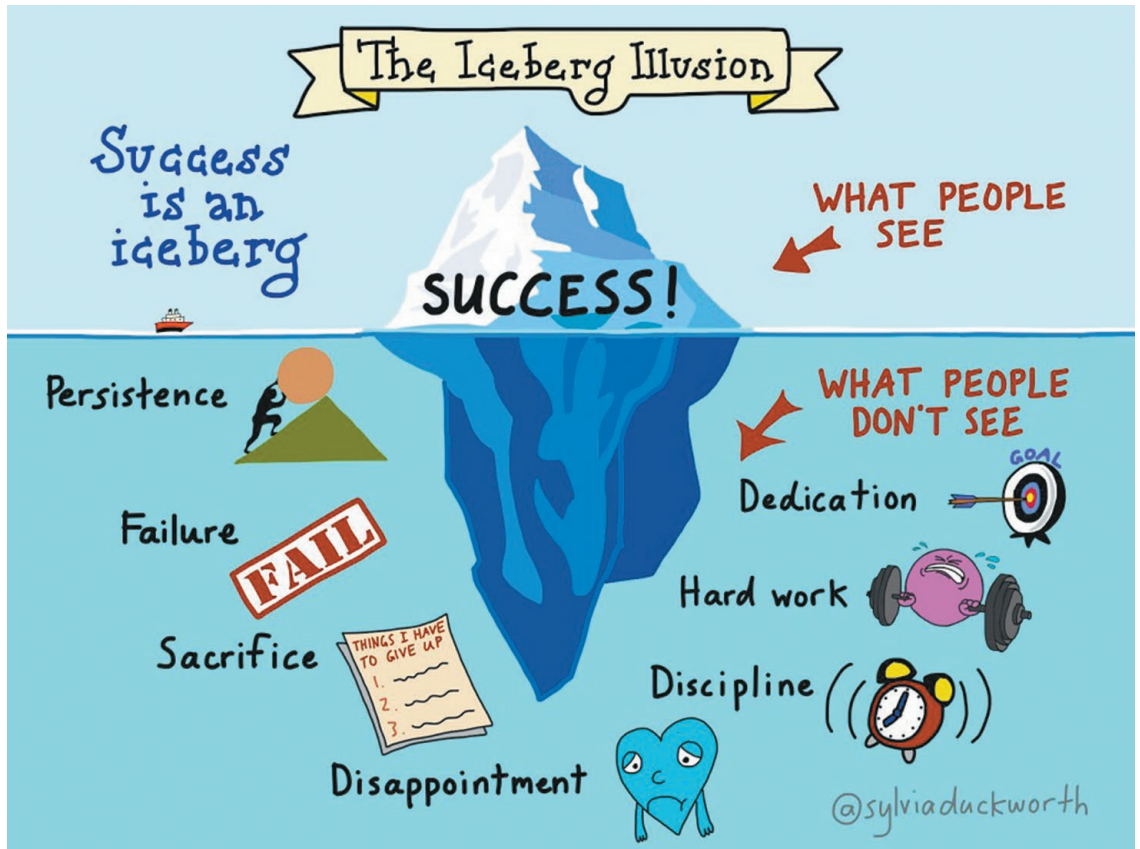 The Iceberg Illusion
Success
is an
iceberg
WHAT PEOPLE
SEE
SUCCESS!
Persistence
WHAT PEOPLE
DON'T SEE
GOAL
Dedication
Failure
FAIL
Hard work
Sacrifice
THINGS I HAVE
TO GIVE UP
1.
2.
3.
Discipline
Disappointment
@sylviaduckworth